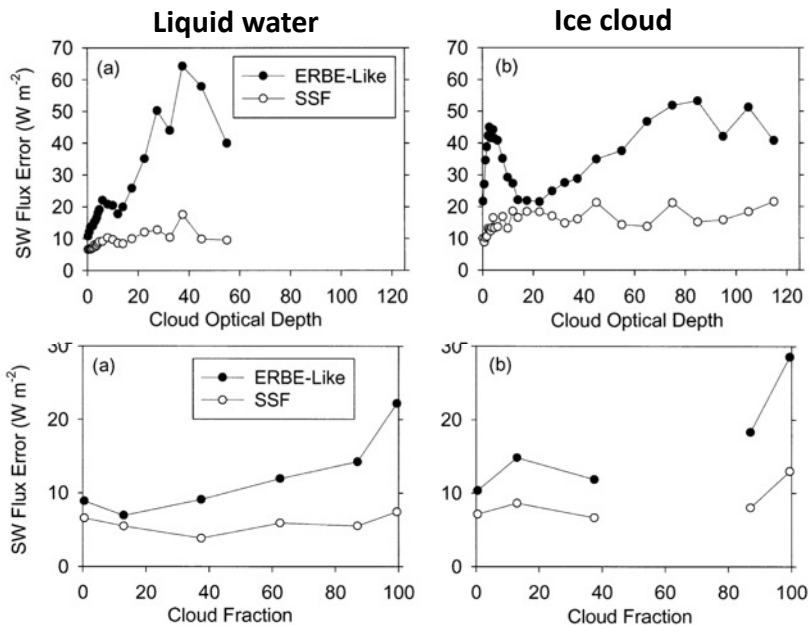 Liquid water
Ice cloud
SW Flux Error (W m-2)
70
60
50
40
30
20
10
0
(a)
ERBE-Like
SSF
0 20 40 60 80 100 120
Cloud Optical Depth
70
60
50
40
30
20
10
0
(b)
0 20 40 60 80 100 120
Cloud Optical Depth
SW Flux Error (W m-2)
30
20
10
0
(a)
ERBE-Like
SSF
0 20 40 60 80 100
Cloud Fraction
30
20
10
0
(b)
0 20 40 60 80 100
Cloud Fraction